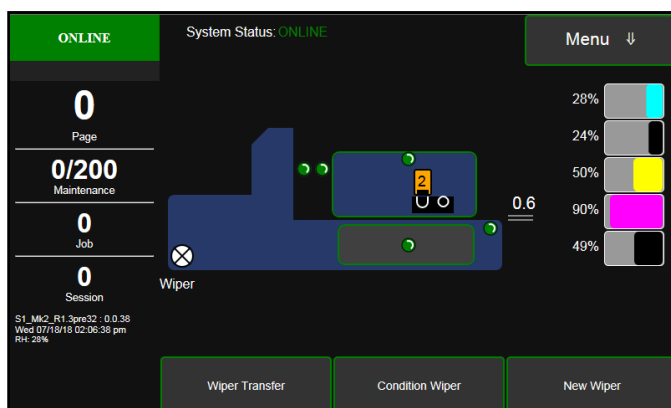 ONLINE
System Status: ONLINE
Menu ⇓
0
Page
0/200
Maintenance
0
Job
0
Session
S1_Mk2_R1.3pre32 : 0.0.38
Wed 07/18/18 02:06:38 pm
RH: 28%
2
0.6
Wiper
28%
24%
50%
90%
49%
Wiper Transfer
Condition Wiper
New Wiper